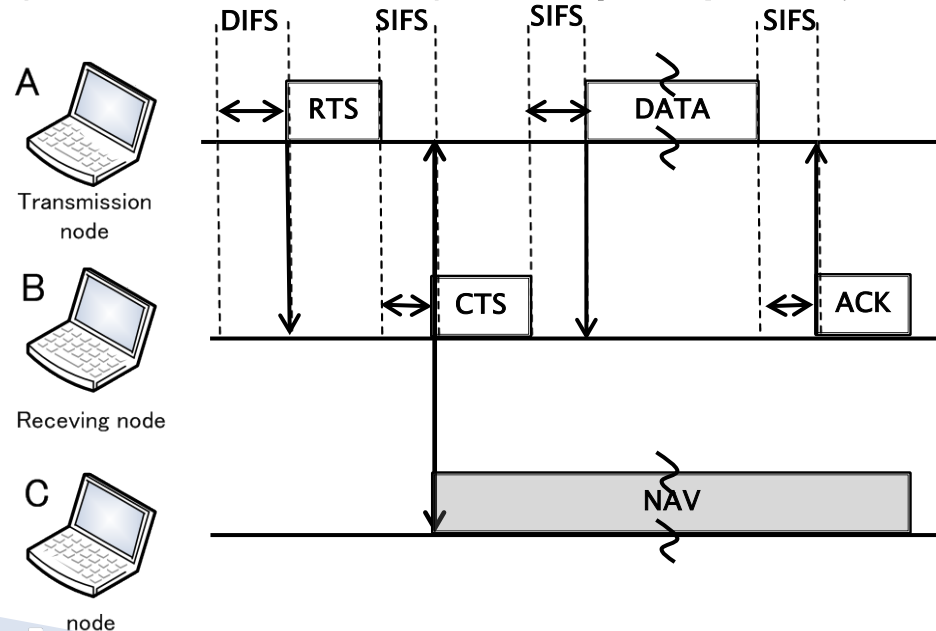 DIFS
SIFS
SIFS
SIFS
A
RTS
DATA
Transmission
node
B
CTS
ACK
Receving node
C
NAV
node